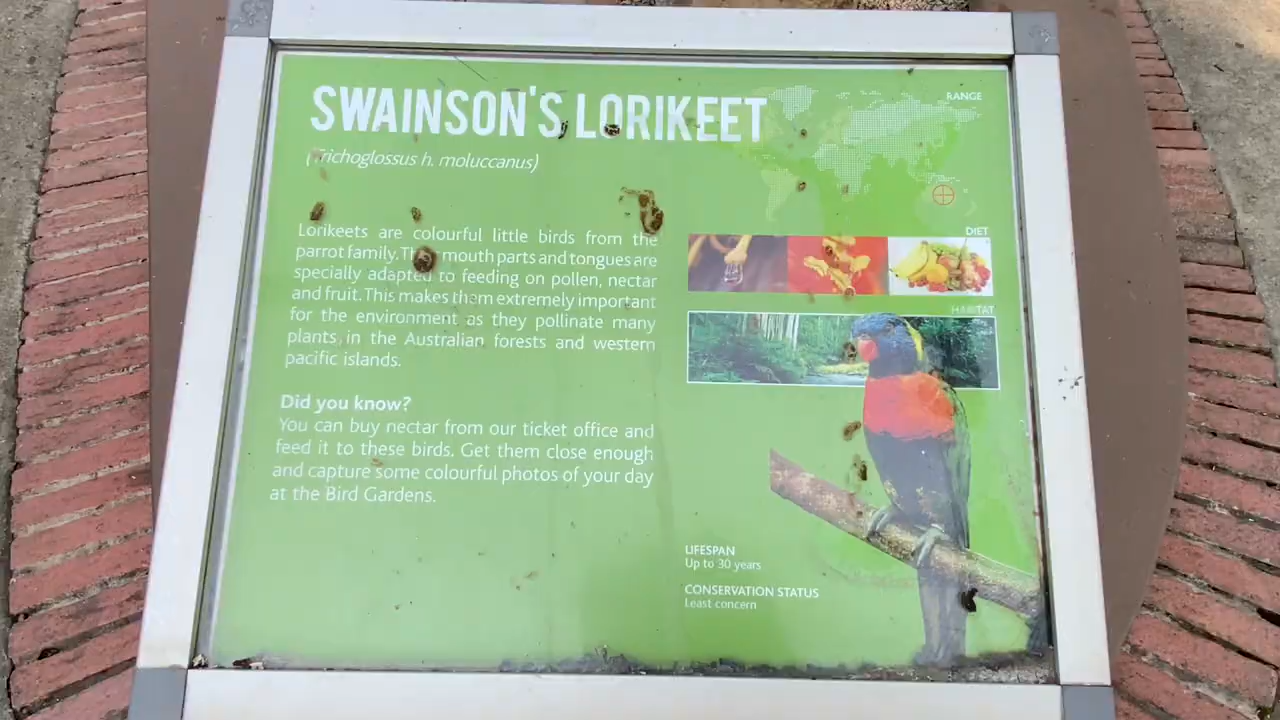 SWAINSON'S LORIKEET
RANGE
(Trichoglossus h. moluccanus)
Lorikeets are colourful little birds from the
parrot family. Their mouth parts and tongues are
specially adapted to feeding on pollen, nectar
and fruit. This makes them extremely important
for the environment as they pollinate many
plants in the Australian forests and western
pacific islands.
Did you know?
You can buy nectar from our ticket office and
feed it to these birds. Get them close enough
and capture some colourful photos of your day
at the Bird Gardens.
DIET
HABITAT
LIFESPAN
Up to 30 years
CONSERVATION STATUS
Least concern